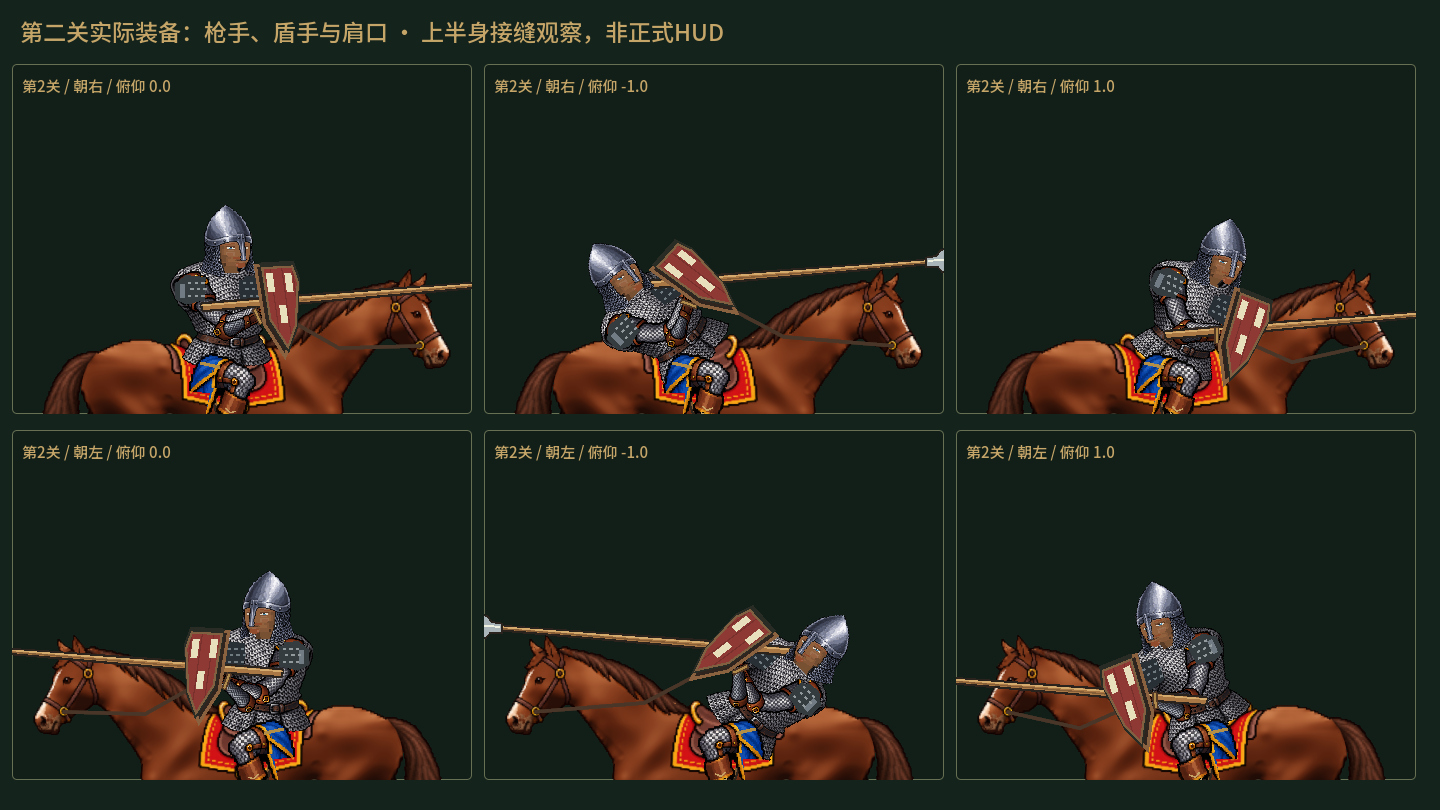 第二关实际装备：枪手、盾手与肩口 · 上半身接缝观察，非正式HUD
第2关 / 朝右 / 俯仰 0.0
第2关 / 朝右 / 俯仰 -1.0
第2关 / 朝右 / 俯仰 1.0
第2关 / 朝左 / 俯仰 0.0
第2关 / 朝左 / 俯仰 -1.0
第2关 / 朝左 / 俯仰 1.0